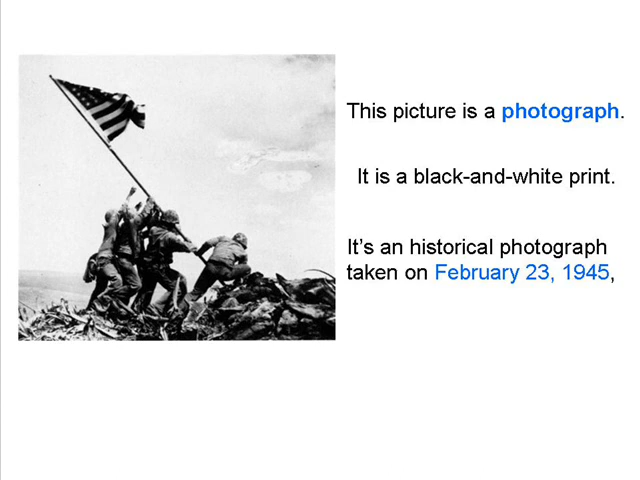 This picture is a photograph.
It is a black-and-white print.
It’s an historical photograph
taken on February 23, 1945,